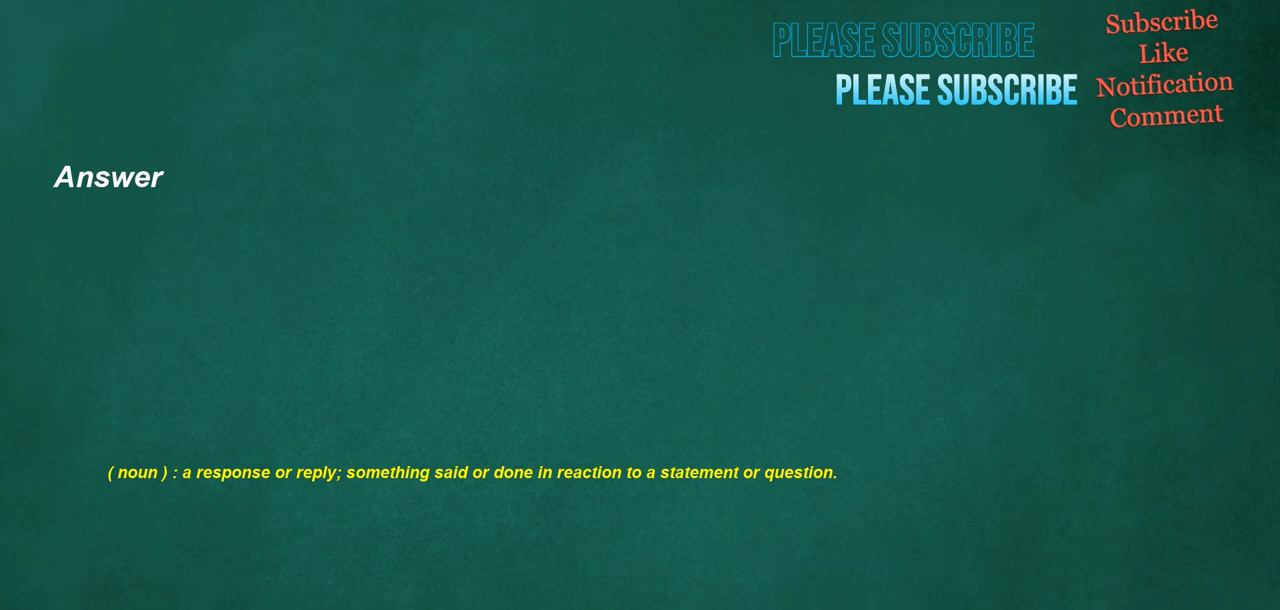 PLEASE SUBSCRIBE
PLEASE SUBSCRIBE
Subscribe
Like
Notification
Comment
Answer
( noun ) : a response or reply; something said or done in reaction to a statement or question.